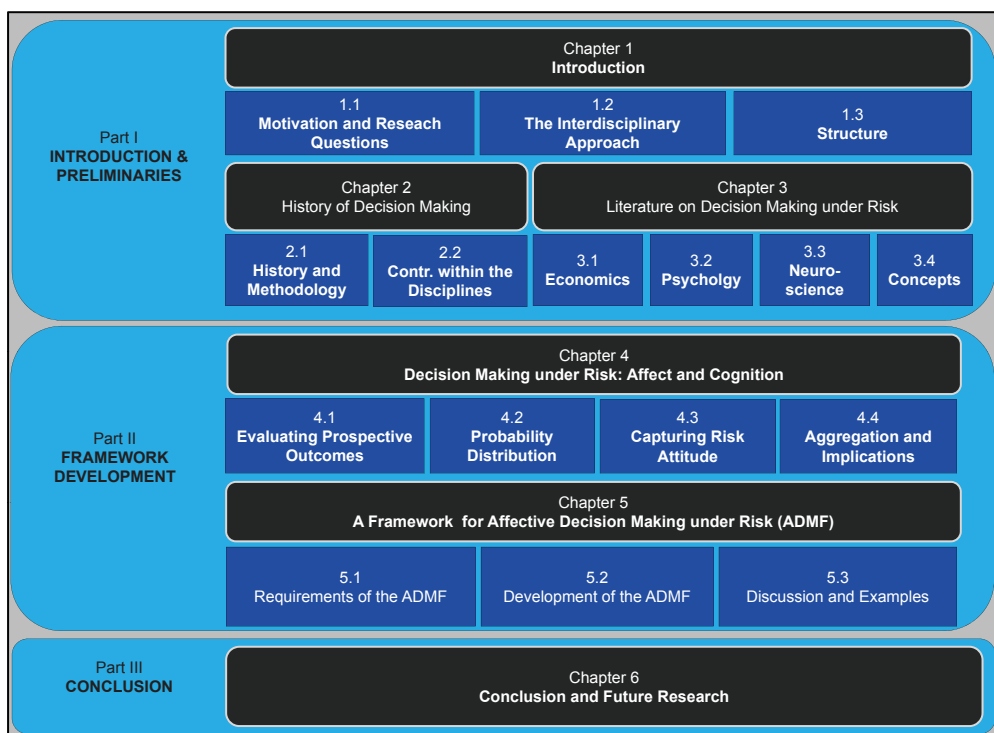 Part I
INTRODUCTION &
PRELIMINARIES
Chapter 1
Introduction
1.1
Motivation and Reseach
Questions
1.2
The Interdisciplinary
Approach
1.3
Structure
Chapter 2
History of Decision Making
Chapter 3
Literature on Decision Making under Risk
2.1
History and
Methodology
2.2
Contr. within the
Disciplines
3.1
Economics
3.2
Psycholgy
3.3
Neuro-
science
3.4
Concepts
Part II
FRAMEWORK
DEVELOPMENT
Chapter 4
Decision Making under Risk: Affect and Cognition
4.1
Evaluating Prospective
Outcomes
4.2
Probability
Distribution
4.3
Capturing Risk
Attitude
4.4
Aggregation and
Implications
Chapter 5
A Framework for Affective Decision Making under Risk (ADMF)
5.1
Requirements of the ADMF
5.2
Development of the ADMF
5.3
Discussion and Examples
Part III
CONCLUSION
Chapter 6
Conclusion and Future Research